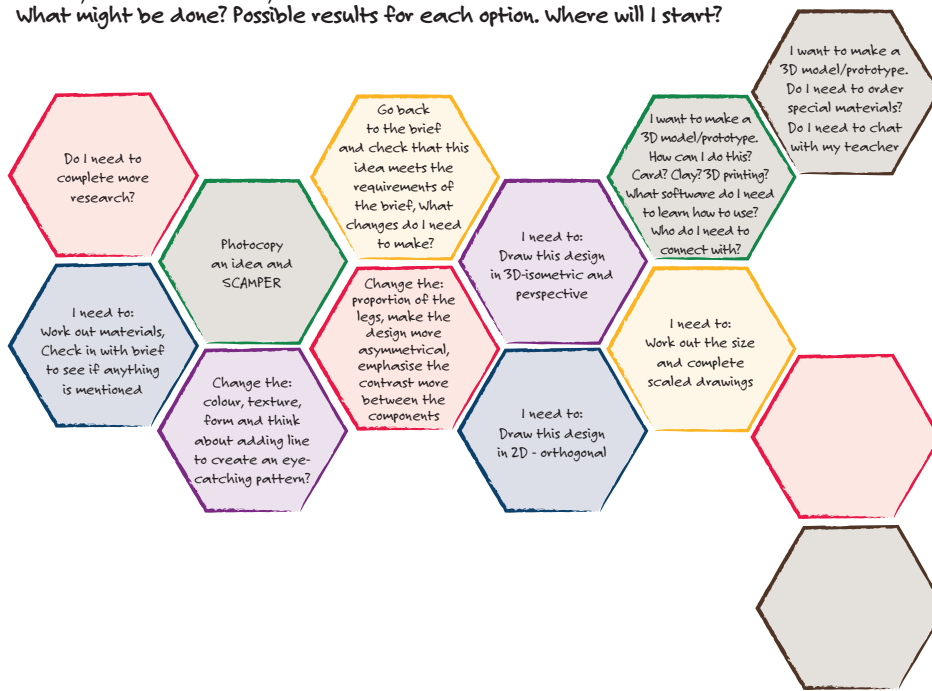 What might be done? Possible results for each option. Where will I start?
I want to make a
3D model/prototype.
Do I need to order
special materials?
Do I need to chat
with my teacher
Do I need to
complete more
research?
Go back
to the brief
and check that this
idea meets the
requirements of
the brief, What
changes do I need
to make?
I want to make a
3D model/prototype.
How can I do this?
Card? Clay? 3D printing?
What software do I need
to learn how to use?
Who do I need to
connect with?
Photocopy
an idea and
SCAMPER
I need to:
Draw this design
in 3D-isometric and
perspective
I need to:
Work out materials,
Check in with brief
to see if anything
is mentioned
Change the:
proportion of the
legs, make the
design more
asymmetrical,
emphasise the
contrast more
between the
components
I need to:
Work out the size
and complete
scaled drawings
Change the:
colour, texture,
form and think
about adding line
to create an eye-
catching pattern?
I need to:
Draw this design
in 2D - orthogonal